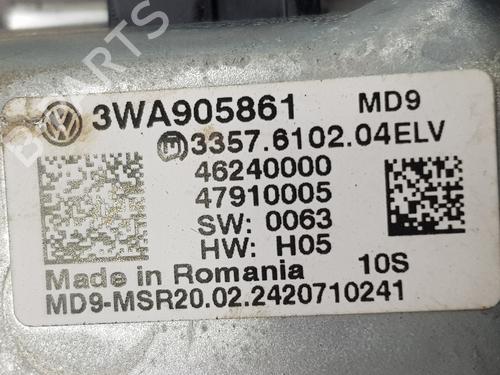 B-PARTS
3WA905861 MD9
3357.6102.04ELV
46240000
47910005
SW: 0063
HW: H05
Made in Romania 10S
MD9-MSR20.02.2420710241